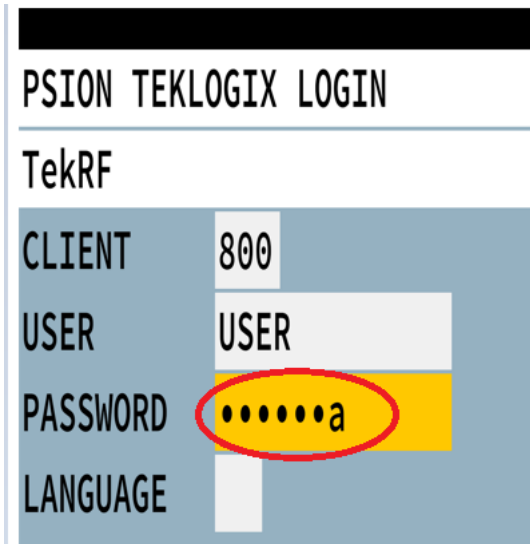 PSION TEKLOGIX LOGIN
TekRF
CLIENT 800
USER USER
PASSWORD ••••••a
LANGUAGE